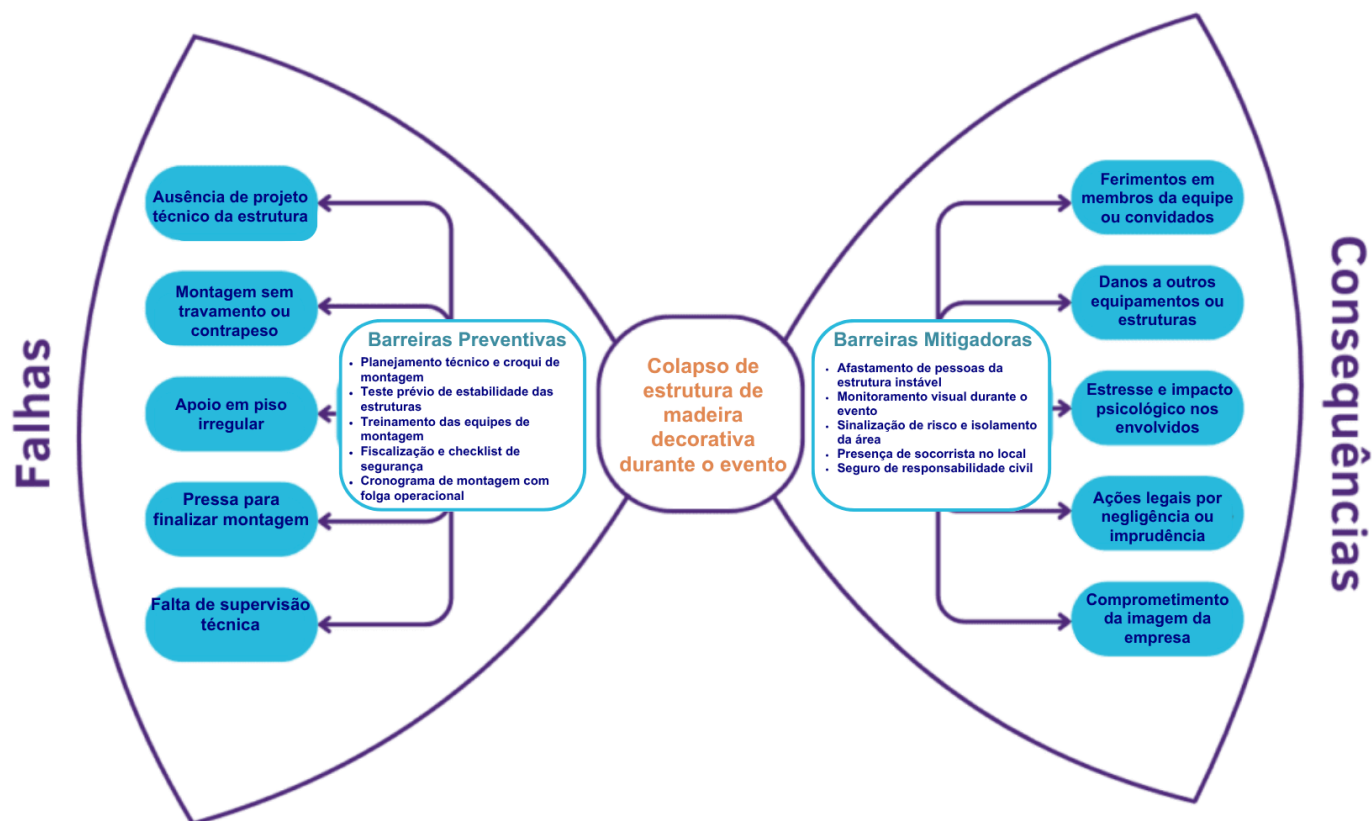 Falhas
Ausência de projeto
técnico da estrutura
Montagem sem
travamento ou
contrapeso
Apoio em piso
irregular
Pressa para
finalizar montagem
Falta de supervisão
técnica
Barreiras Preventivas
• Planejamento técnico e croqui de
montagem
• Teste prévio de estabilidade das
estruturas
• Treinamento das equipes de
montagem
• Fiscalização e checklist de
segurança
• Cronograma de montagem com
folga operacional
Colapso de
estrutura de
madeira
decorativa
durante o evento
Barreiras Mitigadoras
• Afastamento de pessoas da
estrutura instável
• Monitoramento visual durante o
evento
• Sinalização de risco e isolamento
da área
• Presença de socorrista no local
• Seguro de responsabilidade civil
Ferimentos em
membros da equipe
ou convidados
Danos a outros
equipamentos ou
estruturas
Estresse e impacto
psicológico nos
envolvidos
Ações legais por
negligência ou
imprudência
Comprometimento
da imagem da
empresa
Consequências